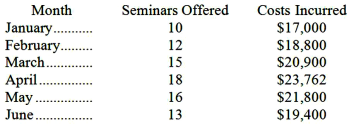 Month Seminars Offered Costs Incurred
January........... 10 $17,000
February........... 12 $18,800
March............... 15 $20,900
April................. 18 $23,762
May .................. 16 $21,800
June .................. 13 $19,400